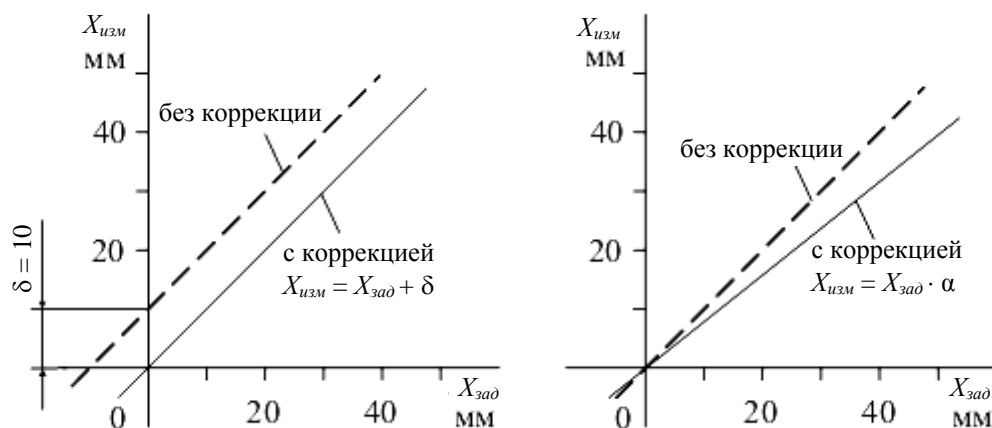 Xизм
мм
40
20
0
без коррекции
с коррекцией
Xизм = Xзад + δ
δ = 10
20
40
Xзад
мм
Xизм
мм
40
20
0
без коррекции
с коррекцией
Xизм = Xзад · α
20
40
Xзад
мм